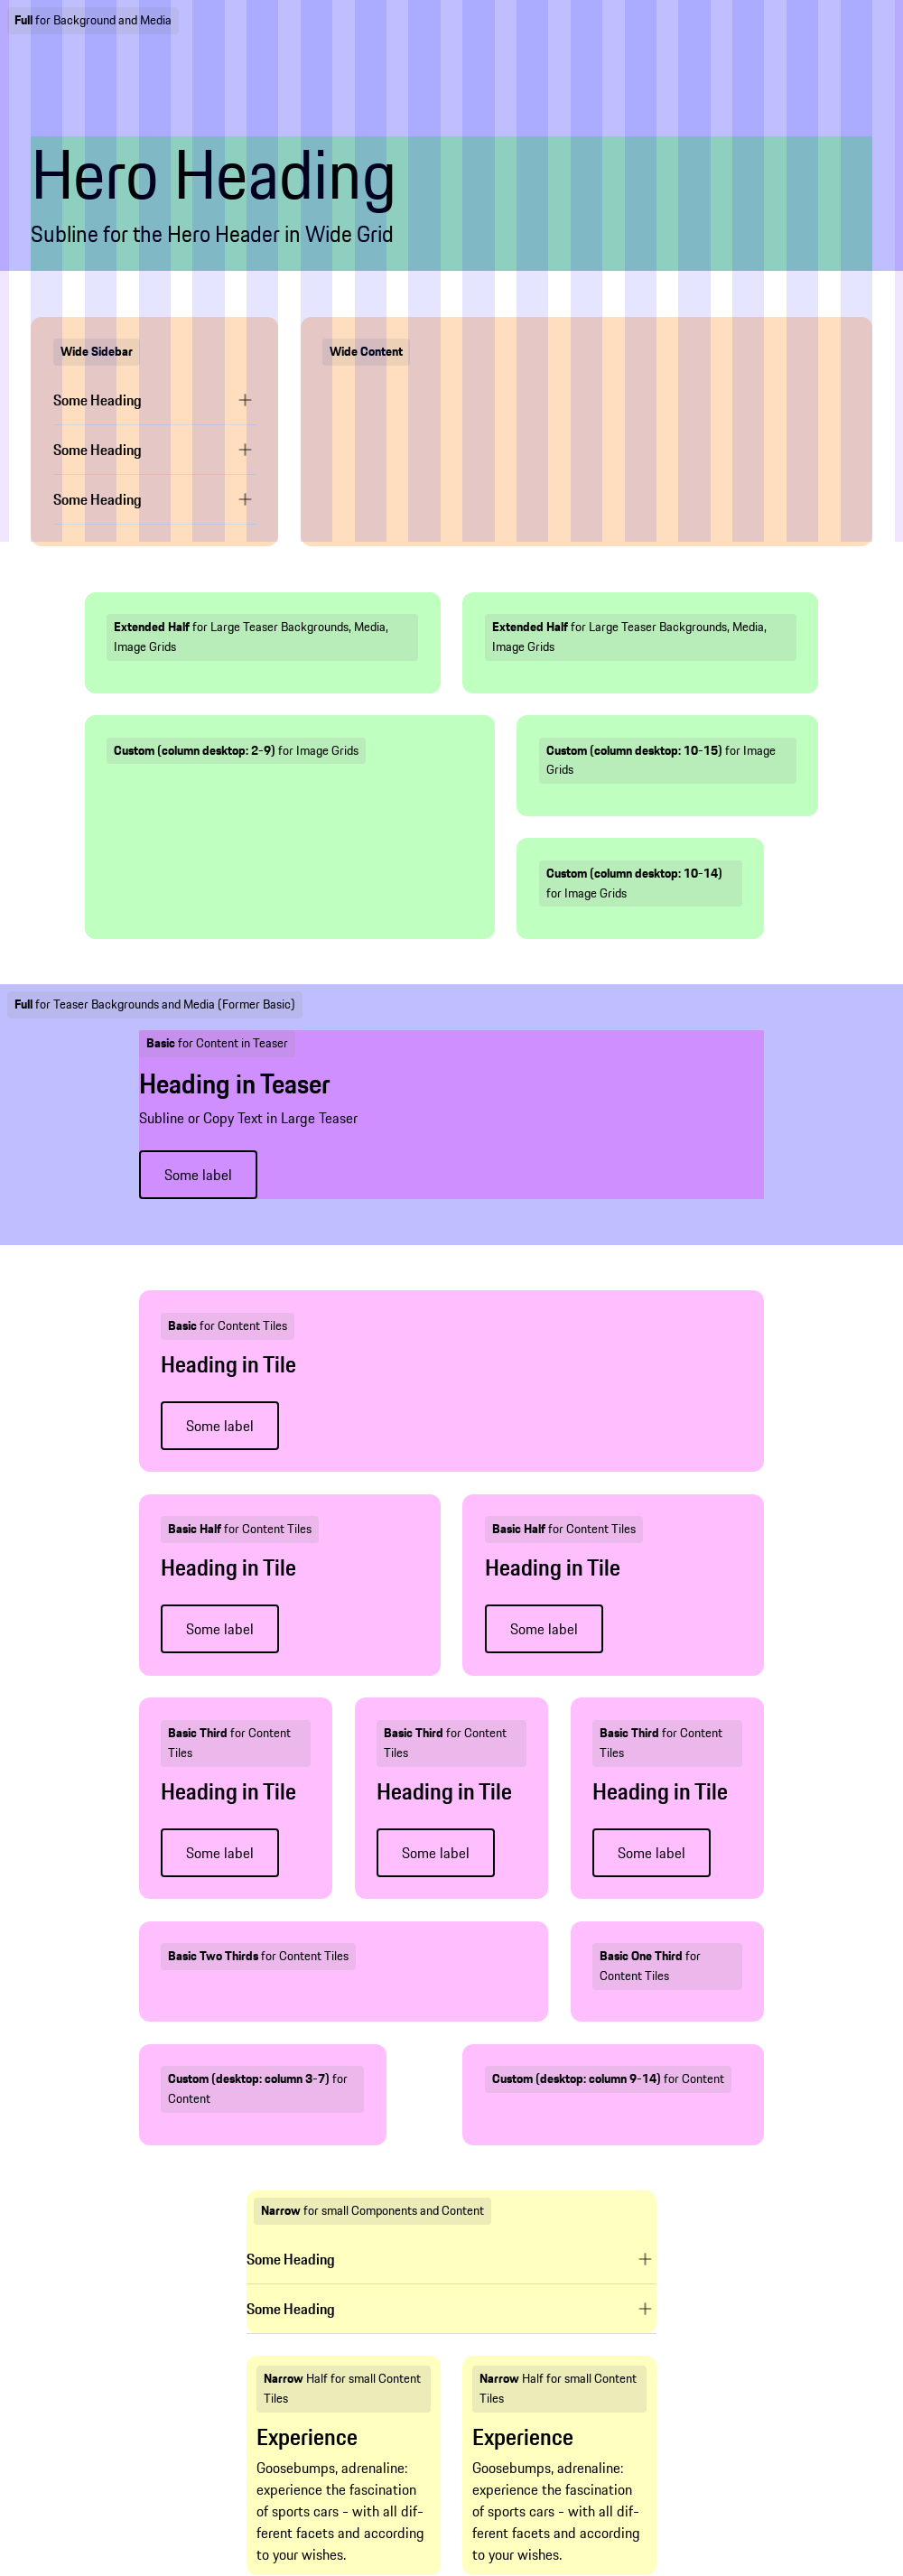 Full for Background and Media
Hero Heading
Subline for the Hero Header in Wide Grid
Wide Sidebar
Some Heading
Some Heading
Some Heading
Wide Content
Extended Half for Large Teaser Backgrounds, Media,
Image Grids
Extended Half for Large Teaser Backgrounds, Media,
Image Grids
Custom (column desktop: 2-9) for Image Grids
Custom (column desktop: 10-15) for Image
Grids
Custom (column desktop: 10-14)
for Image Grids
Full for Teaser Backgrounds and Media (Former Basic)
Basic for Content in Teaser
Heading in Teaser
Subline or Copy Text in Large Teaser
Some label
Basic for Content Tiles
Heading in Tile
Some label
Basic Half for Content Tiles
Heading in Tile
Some label
Basic Half for Content Tiles
Heading in Tile
Some label
Basic Third for Content
Tiles
Heading in Tile
Some label
Basic Third for Content
Tiles
Heading in Tile
Some label
Basic Third for Content
Tiles
Heading in Tile
Some label
Basic Two Thirds for Content Tiles
Basic One Third for
Content Tiles
Custom (desktop: column 3-7) for
Content
Custom (desktop: column 9-14) for Content
Narrow for small Components and Content
Some Heading
Some Heading
Narrow Half for small Content
Tiles
Experience
Goosebumps, adrenaline:
experience the fascination
of sports cars - with all dif-
ferent facets and according
to your wishes.
Narrow Half for small Content
Tiles
Experience
Goosebumps, adrenaline:
experience the fascination
of sports cars - with all dif-
ferent facets and according
to your wishes.